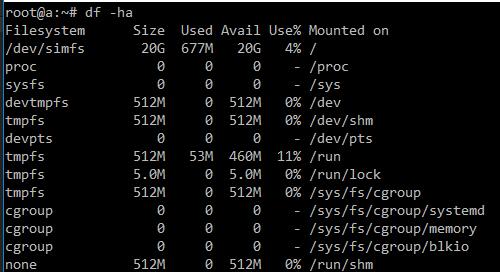 root@a:~# df -ha
Filesystem      Size  Used Avail Use% Mounted on
/dev/simfs       20G  677M   20G   4% /
proc               0     0     0    - /proc
sysfs              0     0     0    - /sys
devtmpfs        512M     0  512M   0% /dev
tmpfs           512M     0  512M   0% /dev/shm
devpts             0     0     0    - /dev/pts
tmpfs           512M   53M  460M  11% /run
tmpfs           5.0M     0  5.0M   0% /run/lock
tmpfs           512M     0  512M   0% /sys/fs/cgroup
cgroup             0     0     0    - /sys/fs/cgroup/systemd
cgroup             0     0     0    - /sys/fs/cgroup/memory
cgroup             0     0     0    - /sys/fs/cgroup/blkio
none            512M     0  512M   0% /run/shm